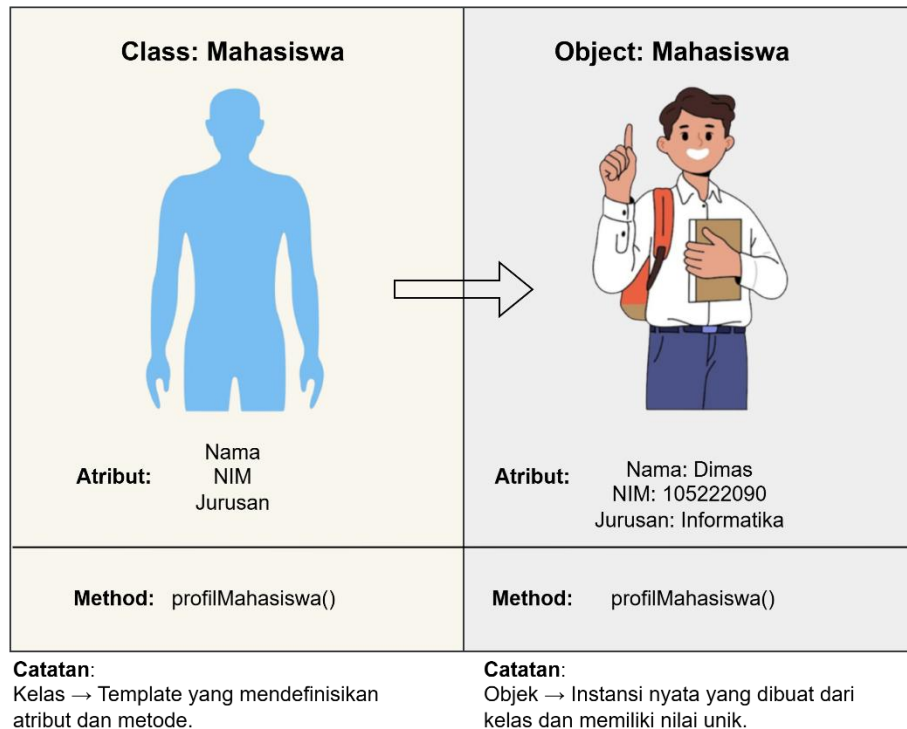 Class: Mahasiswa
Atribut:
Nama
NIM
Jurusan
Method: profilMahasiswa()
Catatan:
Kelas → Template yang mendefinisikan
atribut dan metode.
Object: Mahasiswa
Atribut:
Nama: Dimas
NIM: 105222090
Jurusan: Informatika
Method: profilMahasiswa()
Catatan:
Objek → Instansi nyata yang dibuat dari
kelas dan memiliki nilai unik.